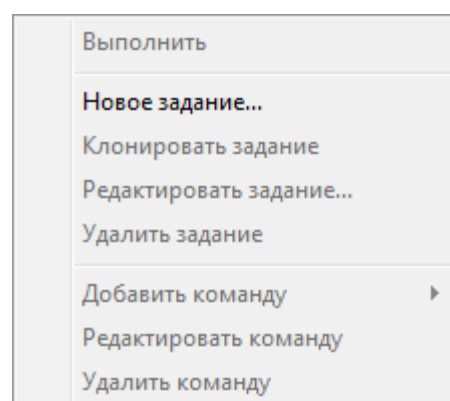 Выполнить
Новое задание...
Клонировать задание
Редактировать задание...
Удалить задание
Добавить команду
Редактировать команду
Удалить команду